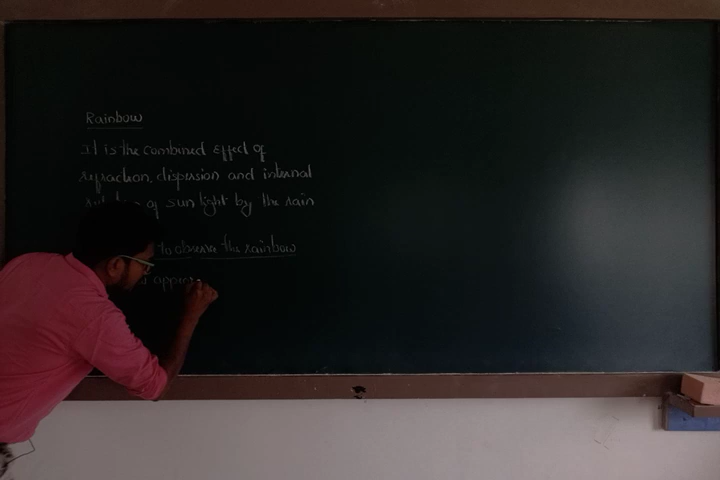 Rainbow
It is the combined effect of
refraction, dispersion and internal
of sun light by the rain
to observe the rainbow
appears